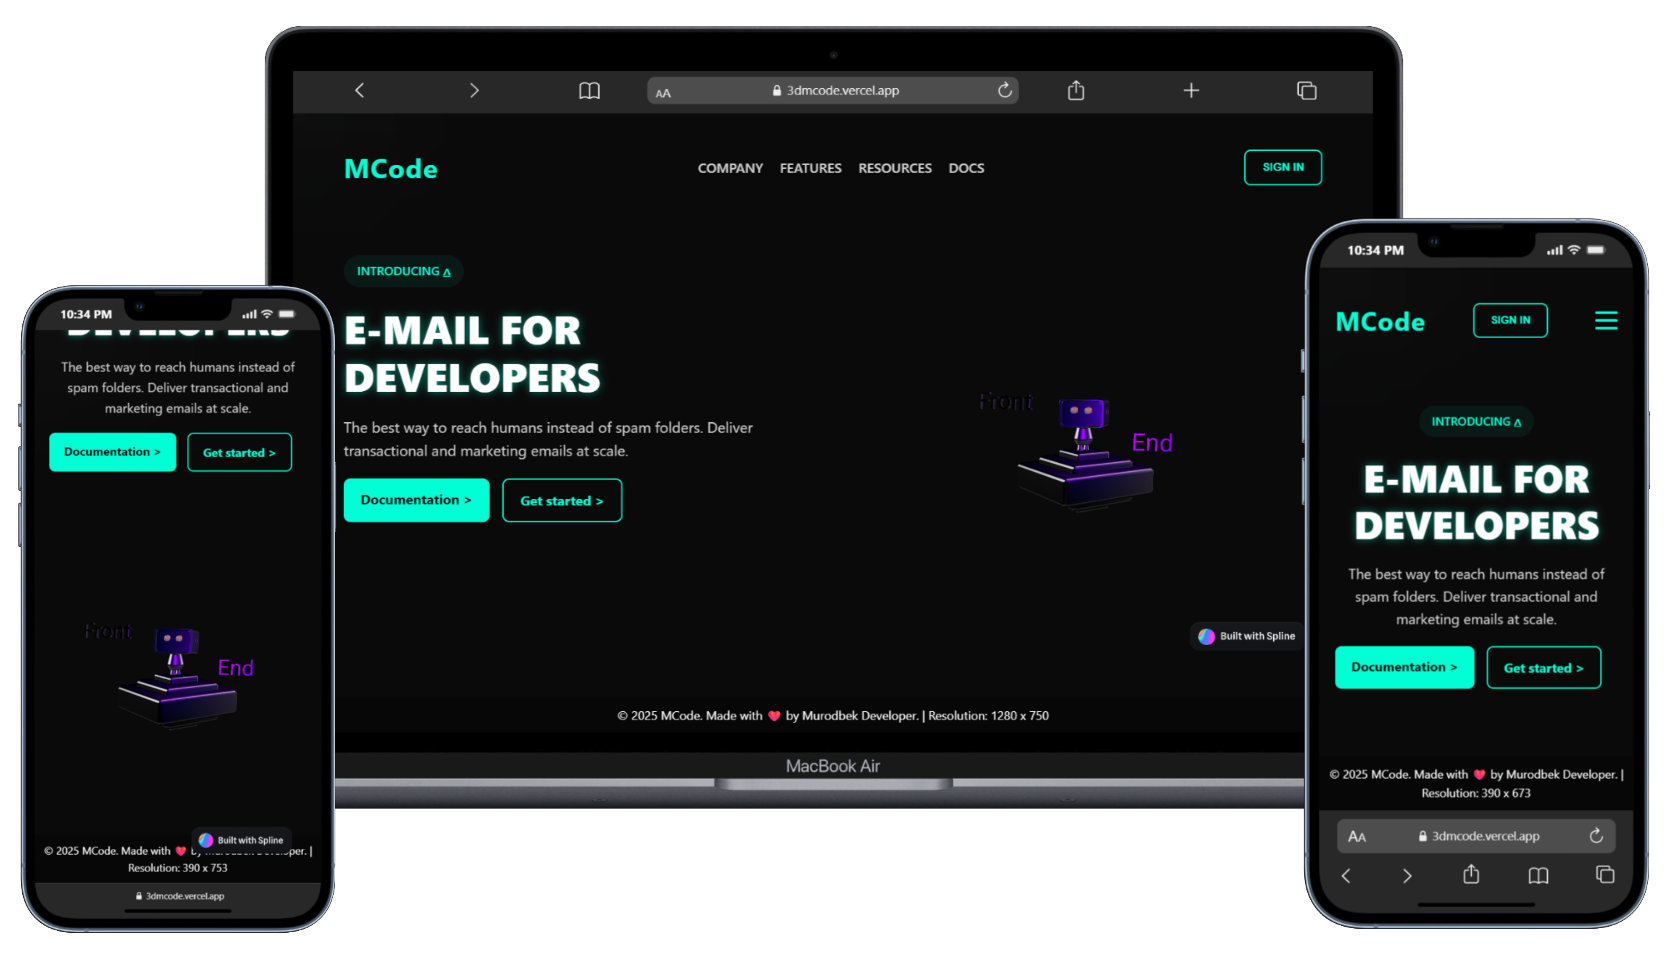 AA 3dmcode.vercel.app
MCode
COMPANY FEATURES RESOURCES DOCS
SIGN IN
INTRODUCING
E-MAIL FOR
DEVELOPERS
The best way to reach humans instead of spam folders. Deliver
transactional and marketing emails at scale.
Documentation > Get started >
Front
End
Built with Spline
© 2025 MCode. Made with ❤ by Murodbek Developer. | Resolution: 1280 x 750
MacBook Air
10:34 PM
DEVELOPERS
The best way to reach humans instead of
spam folders. Deliver transactional and
marketing emails at scale.
Documentation > Get started >
Front
End
Built with Spline
© 2025 MCode. Made with ❤ by Murodbek Developer. |
Resolution: 390 x 753
3dmcode.vercel.app
10:34 PM
MCode SIGN IN
INTRODUCING
E-MAIL FOR
DEVELOPERS
The best way to reach humans instead of
spam folders. Deliver transactional and
marketing emails at scale.
Documentation > Get started >
© 2025 MCode. Made with ❤ by Murodbek Developer. |
Resolution: 390 x 673
AA 3dmcode.vercel.app